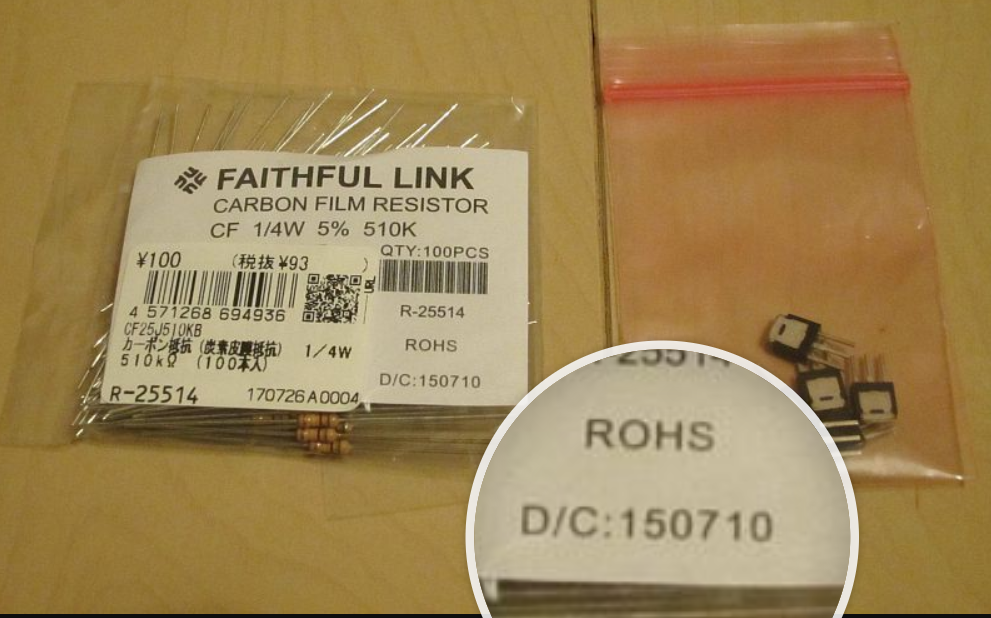 FAITHFUL LINK
CARBON FILM RESISTOR
CF 1/4W 5% 510K
QTY:100PCS
¥100 (税抜 ¥93 )
4 571268 694936
CF25J510KB
カーボン抵抗 (炭素皮膜抵抗)
510kΩ (100本入) 1/4W
R-25514 170726A0004
R-25514
ROHS
D/C:150710
25514
ROHS
D/C:150710